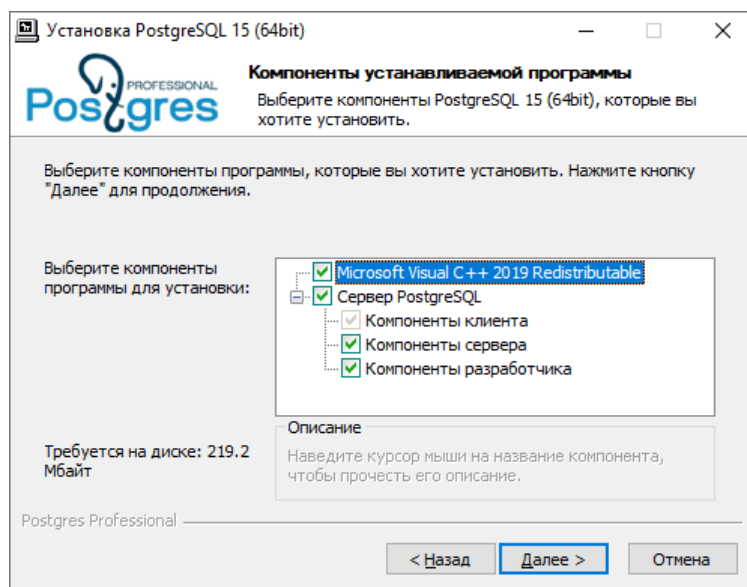 Установка PostgreSQL 15 (64bit)
PROFESSIONAL
Postgres
Компоненты устанавливаемой программы
Выберите компоненты PostgreSQL 15 (64bit), которые вы
хотите установить.
Выберите компоненты программы, которые вы хотите установить. Нажмите кнопку
"Далее" для продолжения.
Выберите компоненты
программы для установки:
Microsoft Visual C++ 2019 Redistributable
Сервер PostgreSQL
Компоненты клиента
Компоненты сервера
Компоненты разработчика
Требуется на диске: 219.2
Мбайт
Описание
Наведите курсор мыши на название компонента,
чтобы прочесть его описание.
Postgres Professional
< Назад
Далее >
Отмена